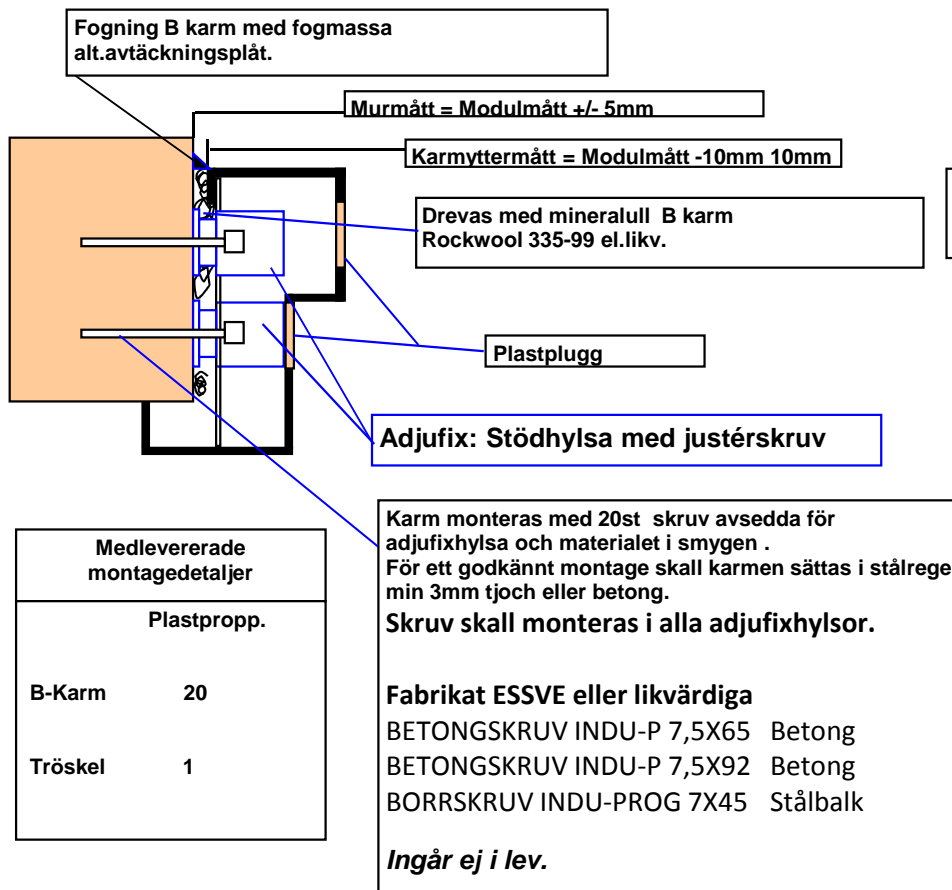 Fogning B karm med fogmassa
alt.avtäckningsplåt.
Murmått = Modulmått +/- 5mm
Karmyttermått = Modulmått -10mm 10mm
Drevas med mineralull B karm
Rockwool 335-99 el.likv.
Plastplugg
Adjufix: Stödhylsa med justérskruv
Medlevererade
montagedetaljer
Plastpropp.
B-Karm 20
Tröskel 1
Karm monteras med 20st skruv avsedda för
adjufixhylsa och materialet i smygen .
För ett godkännt montage skall karmen sättas i stålrege
min 3mm tjoch eller betong.
Skruv skall monteras i alla adjufixhylsor.
Fabrikat ESSVE eller likvärdiga
BETONGSKRUV INDU-P 7,5X65 Betong
BETONGSKRUV INDU-P 7,5X92 Betong
BORRSKRUV INDU-PROG 7X45 Stålbalk
Ingår ej i lev.